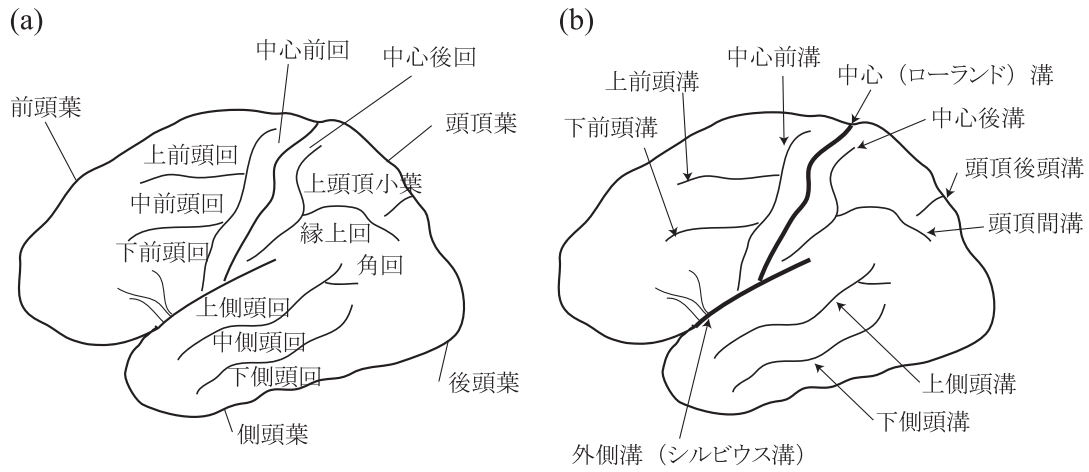 (a)
中心前回
中心後回
前頭葉
頭頂葉
上前頭回
上頭頂小葉
中前頭回
縁上回
下前頭回
角回
上側頭回
中側頭回
下側頭回
後頭葉
側頭葉
(b)
中心前溝
中心（ローランド）溝
上前頭溝
中心後溝
下前頭溝
頭頂後頭溝
頭頂間溝
上側頭溝
下側頭溝
外側溝（シルビウス溝）